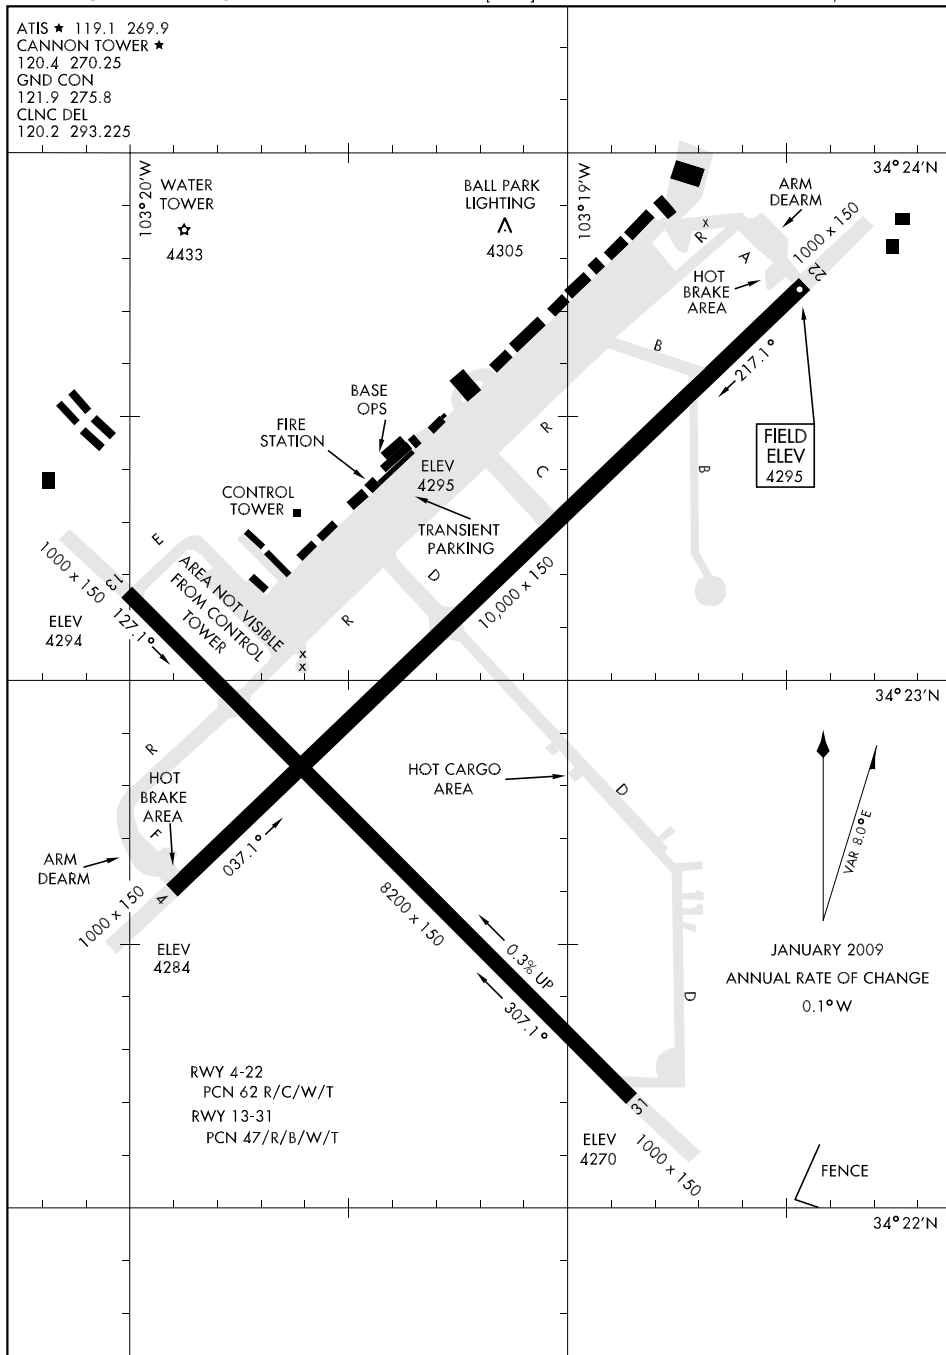 ATIS ★ 119.1 269.9
CANNON TOWER ★
120.4 270.25
GND CON
121.9 275.8
CLNC DEL
120.2 293.225
103°20'W
WATER
TOWER
4433
BALL PARK
LIGHTING
4305
103°19'W
34°24'N
ARM
DEARM
1000 x 150
x
R
A
HOT
BRAKE
AREA
22
B
217.1°
BASE
OPS
FIRE
STATION
R
FIELD
ELEV
4295
ELEV
4295
C
B
CONTROL
TOWER
TRANSIENT
PARKING
E
1000 x 150
13
AREA NOT VISIBLE
FROM CONTROL
TOWER
D
10,000 x 150
ELEV
4294
127.1°
R
x
x
34°23'N
R
HOT
BRAKE
AREA
HOT CARGO
AREA
D
F
037.1°
VAR 8.0°E
ARM
DEARM
4
1000 x 150
8200 x 150
ELEV
4284
0.3% UP
307.1°
D
JANUARY 2009
ANNUAL RATE OF CHANGE
0.1°W
RWY 4-22
PCN 62 R/C/W/T
RWY 13-31
PCN 47/R/B/W/T
31
ELEV
4270
1000 x 150
FENCE
34°22'N